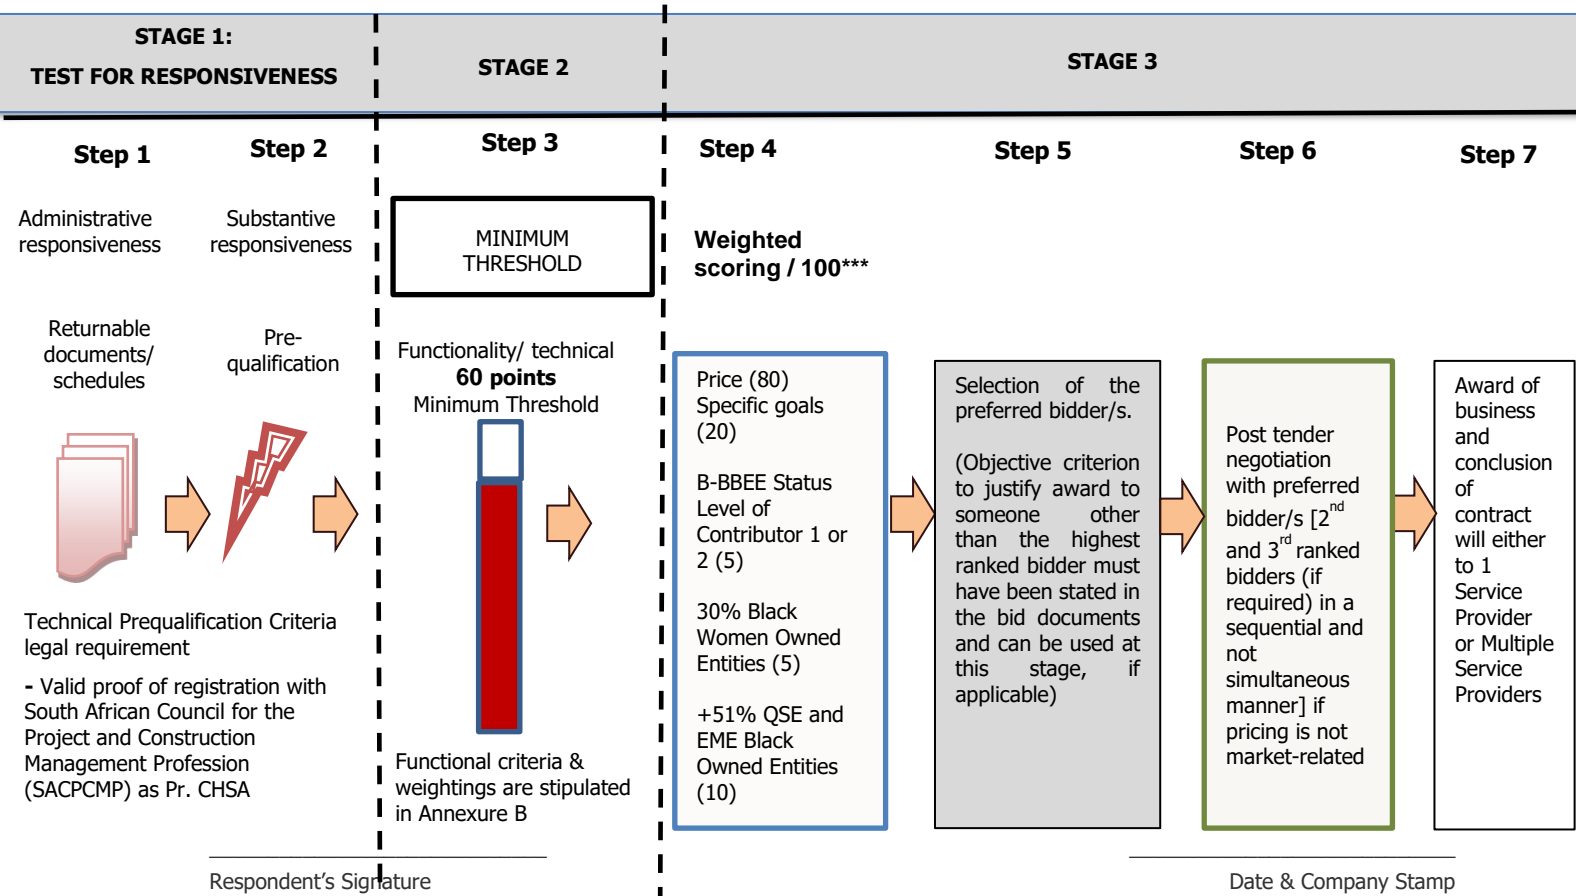 STAGE 1:
TEST FOR RESPONSIVENESS
STAGE 2
STAGE 3
Step 1
Step 2
Step 3
Step 4
Step 5
Step 6
Step 7
Administrative
responsiveness
Substantive
responsiveness
MINIMUM
THRESHOLD
Weighted
scoring / 100***
Returnable
documents/
schedules
Pre-
qualification
Functionality/ technical
60 points
Minimum Threshold
Technical Prequalification Criteria
legal requirement
- Valid proof of registration with
South African Council for the
Project and Construction
Management Profession
(SACPCMP) as Pr. CHSA
Functional criteria &
weightings are stipulated
in Annexure B
Price (80)
Specific goals
(20)
B-BBEE Status
Level of
Contributor 1 or
2 (5)
30% Black
Women Owned
Entities (5)
+51% QSE and
EME Black
Owned Entities
(10)
Selection of the
preferred bidder/s.
(Objective criterion
to justify award to
someone other
than the highest
ranked bidder must
have been stated in
the bid documents
and can be used at
this stage, if
applicable)
Post tender
negotiation
with preferred
bidder/s [2nd
and 3rd ranked
bidders (if
required) in a
sequential and
not
simultaneous
manner] if
pricing is not
market-related
Award of
business
and
conclusion
of
contract
will either
to 1
Service
Provider
or Multiple
Service
Providers
Respondent's Signature
Date & Company Stamp